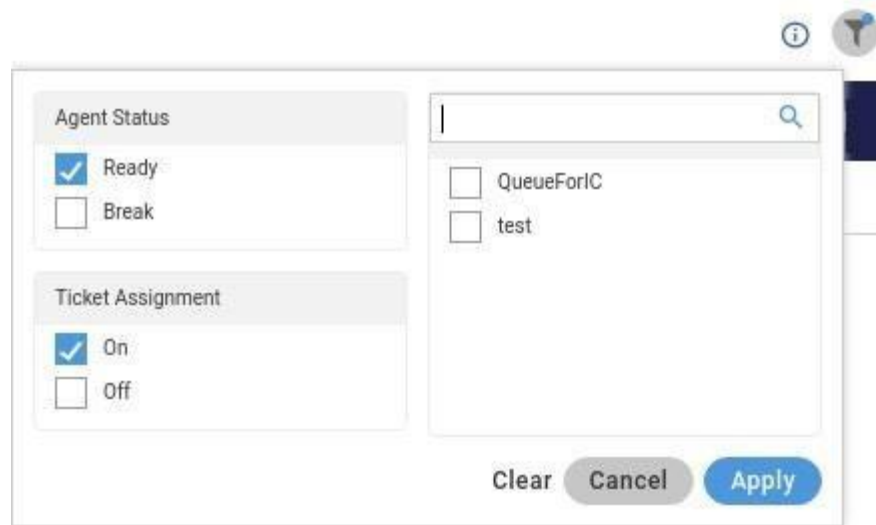 Agent Status
Ready
Break
Ticket Assignment
On
Off
QueueForIC
test
Clear
Cancel
Apply